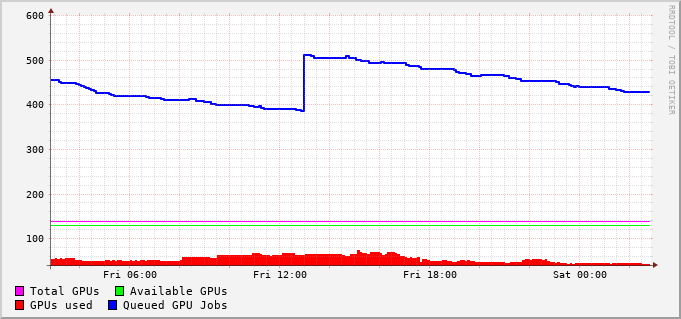 600
500
400
300
200
100
Fri 06:00
Fri 12:00
Fri 18:00
Sat 00:00
RRDTOOL / TOBI OETIKER
Total GPUs
Available GPUs
GPUs used
Queued GPU Jobs